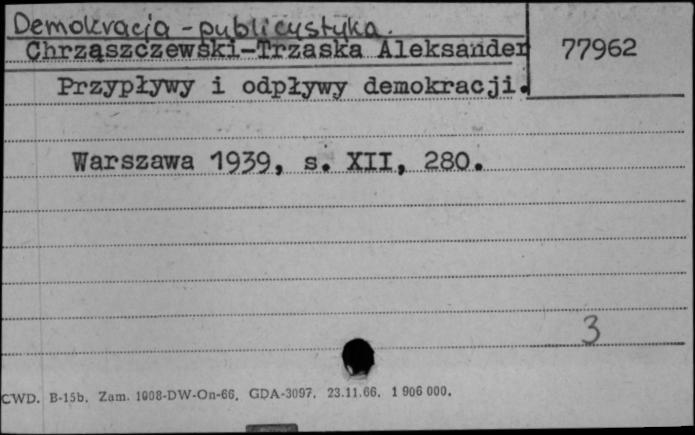 Demokracja - publicystyka.
Chrząszczewski-Trzaska Aleksander
77962
Przypływy i odpływy demokracji.
Warszawa 1939, s. XII, 280.
3
CWD. B-15b. Zam. 1008-DW-On-66. GDA-3097. 23.11.66. 1 906 000.